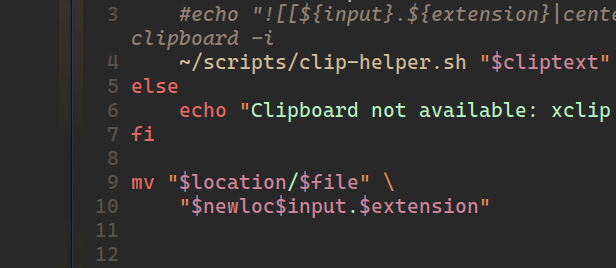 3 #echo "![[${input}.${extension}|cente
clipboard -i
4 ~/scripts/clip-helper.sh "$cliptext"
5 else
6 echo "Clipboard not available: xclip
7 fi
8
9 mv "$location/$file" \
10 "$newloc$input.$extension"
11
12